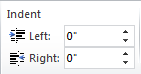 Indent
Left: 0"
Right: 0"